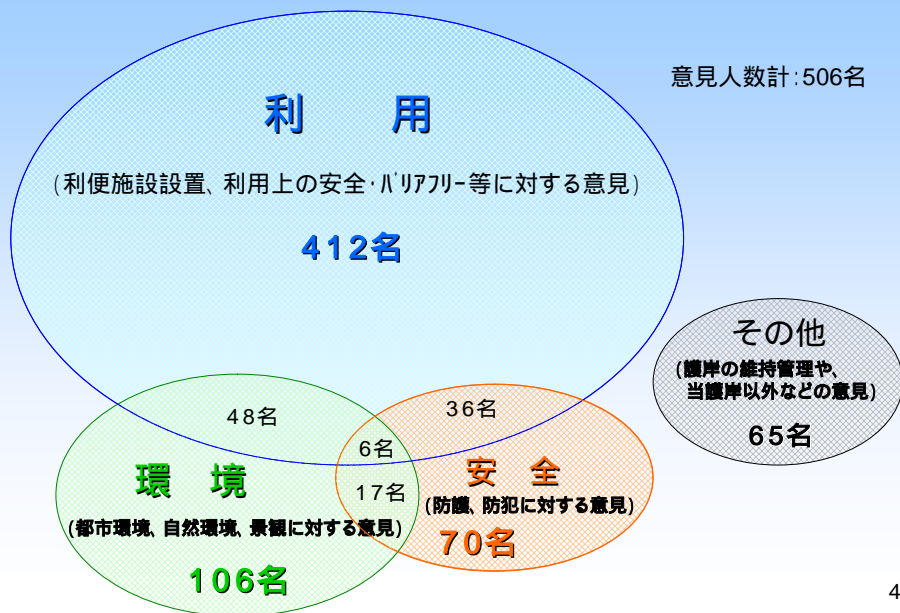 意見人数計:506名
利 用
(利便施設設置、利用上の安全・バリアフリー等に対する意見)
412名
その他
(護岸の維持管理や、
当護岸以外などの意見)
65名
48名
36名
6名
17名
環 境
(都市環境、自然環境、景観に対する意見)
106名
安 全
(防護、防犯に対する意見)
70名
4